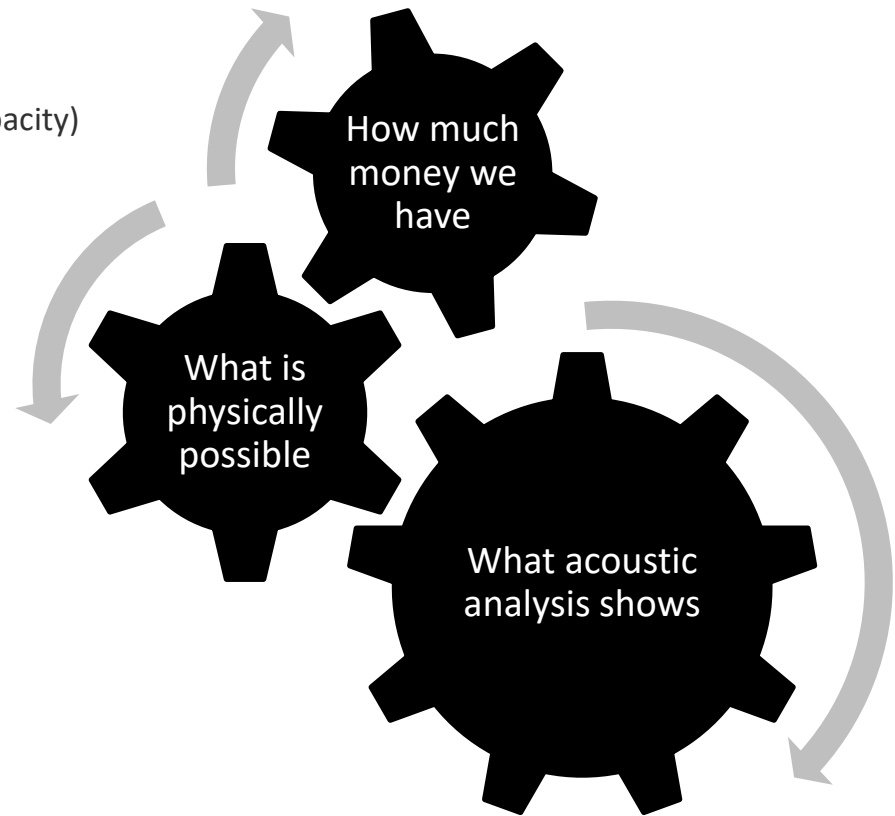 How much
money we
have
What is
physically
possible
What acoustic
analysis shows